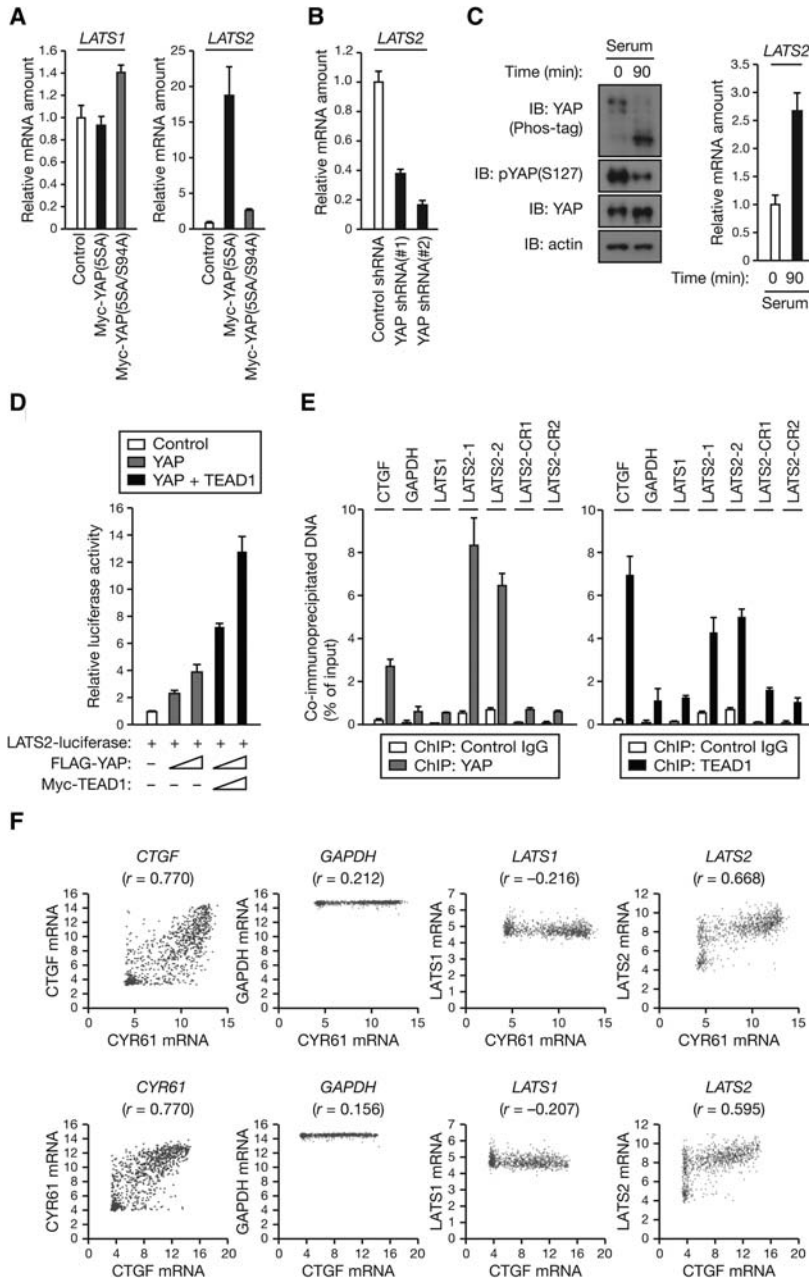 A
LATS1
Relative mRNA amount
1.6
1.4
1.2
1.0
0.8
0.6
0.4
0.2
0
Control
Myc-YAP(5SA)
Myc-YAP(5SA/S94A)
LATS2
Relative mRNA amount
25
20
15
10
5
0
Control
Myc-YAP(5SA)
Myc-YAP(5SA/S94A)
B
LATS2
Relative mRNA amount
1.2
1.0
0.8
0.6
0.4
0.2
0
Control shRNA
YAP shRNA(#1)
YAP shRNA(#2)
C
Serum
Time (min): 0 90
IB: YAP
(Phos-tag)
IB: pYAP(S127)
IB: YAP
IB: actin
LATS2
Relative mRNA amount
3.5
3.0
2.5
2.0
1.5
1.0
0.5
0
Time (min): 0 90
Serum
D
Control
YAP
YAP + TEAD1
Relative luciferase activity
16
14
12
10
8
6
4
2
0
LATS2-luciferase: + + + + +
FLAG-YAP: –
Myc-TEAD1: – – –
E
CTGF
GAPDH
LATS1
LATS2-1
LATS2-2
LATS2-CR1
LATS2-CR2
Co-immunoprecipitated DNA
(% of input)
10
8
6
4
2
0
ChIP: Control IgG
ChIP: YAP
CTGF
GAPDH
LATS1
LATS2-1
LATS2-2
LATS2-CR1
LATS2-CR2
10
8
6
4
2
0
ChIP: Control IgG
ChIP: TEAD1
F
CTGF
(r = 0.770)
CTGF mRNA
16
14
12
10
8
6
4
2
0
0 5 10 15
CYR61 mRNA
GAPDH
(r = 0.212)
GAPDH mRNA
16
14
12
10
8
6
4
2
0
0 5 10 15
CYR61 mRNA
LATS1
(r = –0.216)
LATS1 mRNA
7
6
5
4
3
2
1
0
0 5 10 15
CYR61 mRNA
LATS2
(r = 0.668)
LATS2 mRNA
12
10
8
6
4
2
0
0 5 10 15
CYR61 mRNA
CYR61
(r = 0.770)
CYR61 mRNA
16
14
12
10
8
6
4
2
0
0 4 8 12 16 20
CTGF mRNA
GAPDH
(r = 0.156)
GAPDH mRNA
16
14
12
10
8
6
4
2
0
0 4 8 12 16 20
CTGF mRNA
LATS1
(r = –0.207)
LATS1 mRNA
7
6
5
4
3
2
1
0
0 4 8 12 16 20
CTGF mRNA
LATS2
(r = 0.595)
LATS2 mRNA
12
10
8
6
4
2
0
0 4 8 12 16 20
CTGF mRNA